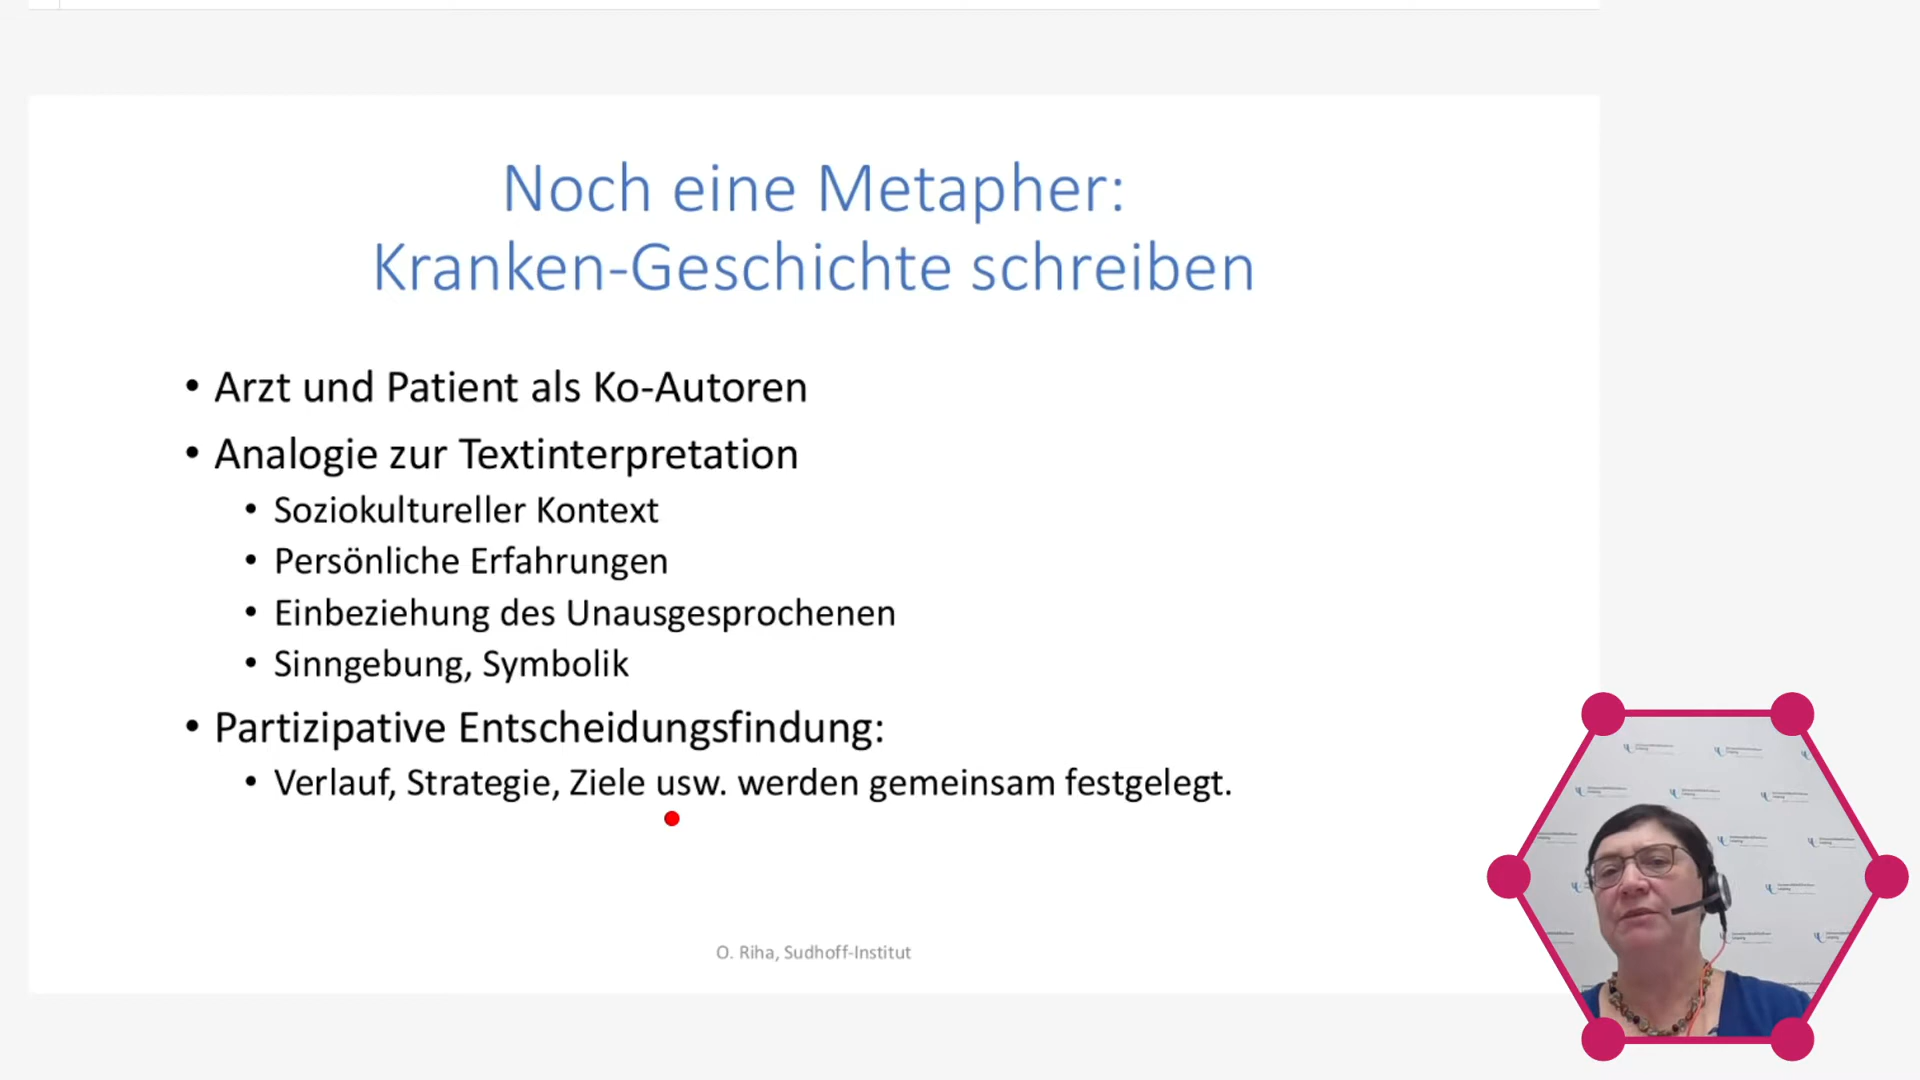 Noch eine Metapher:
Kranken-Geschichte schreiben
• Arzt und Patient als Ko-Autoren
• Analogie zur Textinterpretation
• Soziokultureller Kontext
• Persönliche Erfahrungen
• Einbeziehung des Unausgesprochenen
• Sinngebung, Symbolik
• Partizipative Entscheidungsfindung:
• Verlauf, Strategie, Ziele usw. werden gemeinsam festgelegt.
O. Riha, Sudhoff-Institut